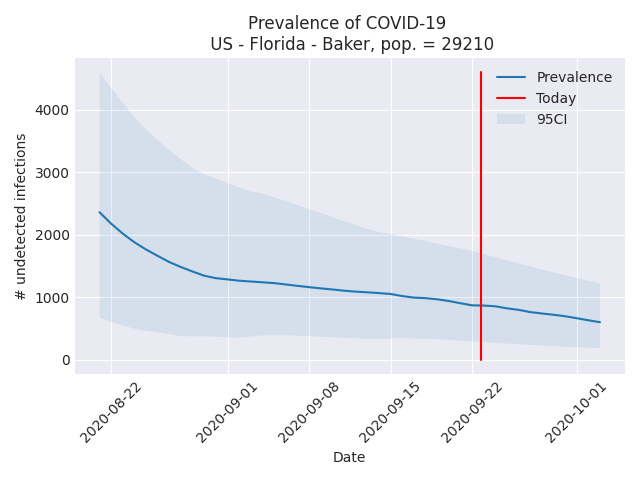 Prevalence of COVID-19
US - Florida - Baker, pop. = 29210
Prevalence
Today
95CI
# undetected infections
4000
3000
2000
1000
0
2020-08-22
2020-09-01
2020-09-08
2020-09-15
2020-09-22
2020-10-01
Date